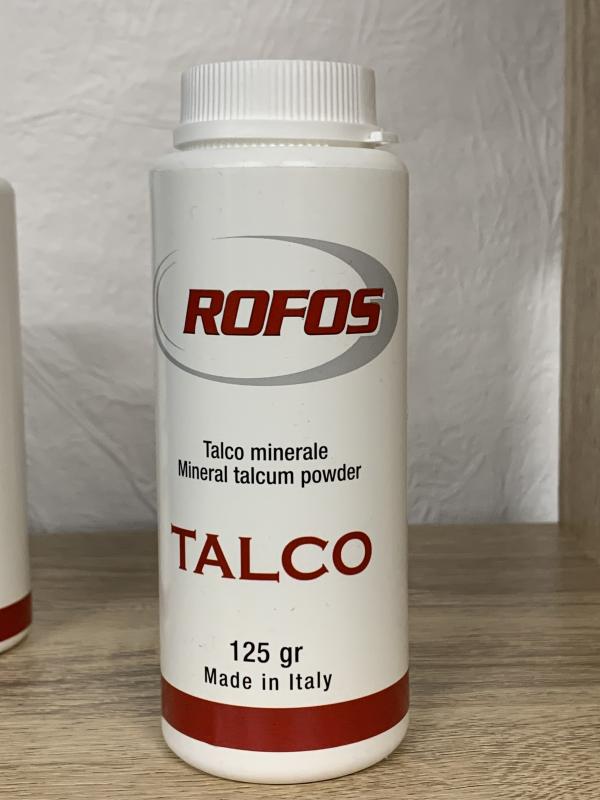 ROFOS
Talco minerale
Mineral talcum powder
TALCO
125 gr
Made in Italy